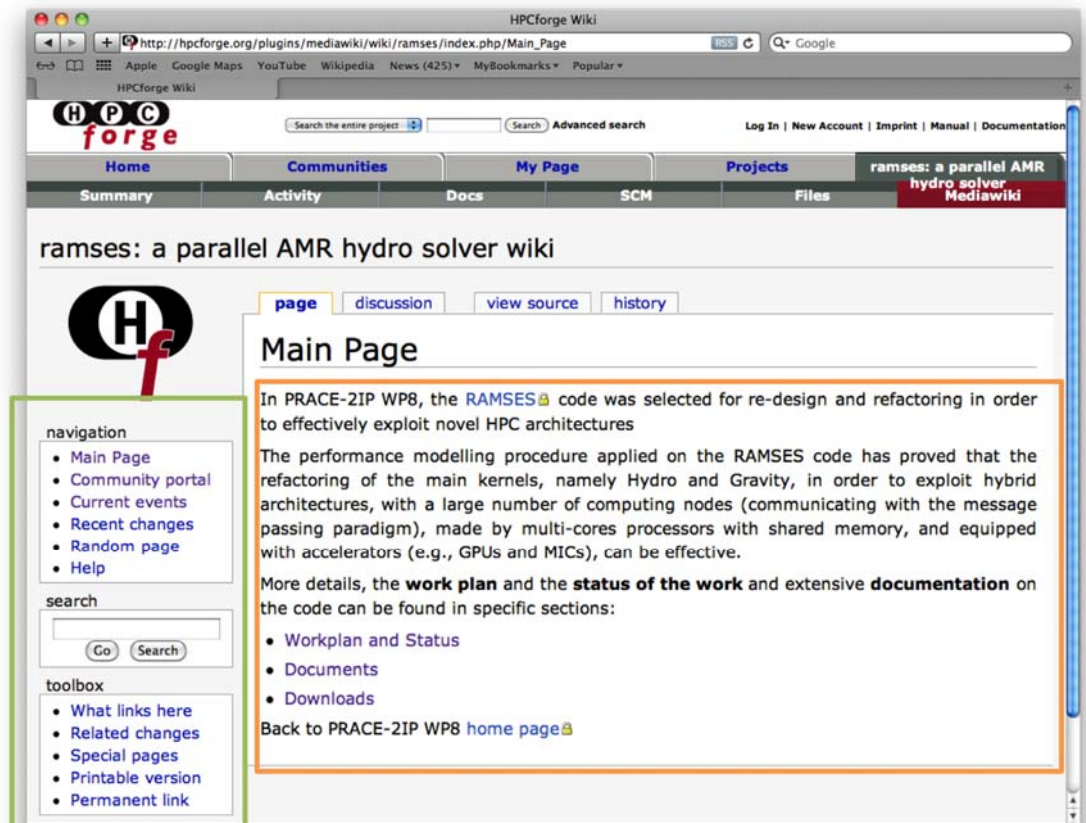 HPCforge Wiki
http://hpcforge.org/plugins/mediawiki/wiki/ramses/index.php/Main_Page
RSS
Google
Apple Google Maps YouTube Wikipedia News (425) MyBookmarks Popular
HPCforge Wiki
HPC
forge
Search the entire project
Search
Advanced search
Log In | New Account | Imprint | Manual | Documentation
Home Communities My Page Projects ramses: a parallel AMR
hydro solver
Summary Activity Docs SCM Files Mediawiki
ramses: a parallel AMR hydro solver wiki
Hf
page discussion view source history
Main Page
In PRACE-2IP WP8, the RAMSES code was selected for re-design and refactoring in order
to effectively exploit novel HPC architectures
The performance modelling procedure applied on the RAMSES code has proved that the
refactoring of the main kernels, namely Hydro and Gravity, in order to exploit hybrid
architectures, with a large number of computing nodes (communicating with the message
passing paradigm), made by multi-cores processors with shared memory, and equipped
with accelerators (e.g., GPUs and MICs), can be effective.
More details, the work plan and the status of the work and extensive documentation on
the code can be found in specific sections:
• Workplan and Status
• Documents
• Downloads
Back to PRACE-2IP WP8 home page
navigation
• Main Page
• Community portal
• Current events
• Recent changes
• Random page
• Help
search
Go Search
toolbox
• What links here
• Related changes
• Special pages
• Printable version
• Permanent link